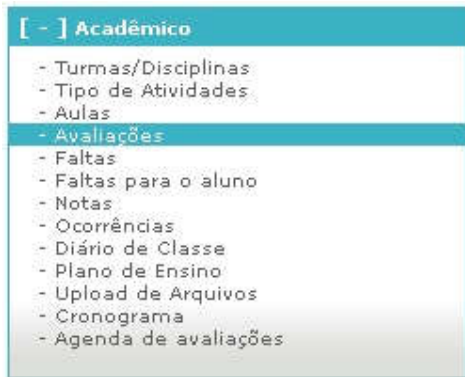 [ - ] Acadêmico
- Turmas/Disciplinas
- Tipo de Atividades
- Aulas
- Avaliações
- Faltas
- Faltas para o aluno
- Notas
- Ocorrências
- Diário de Classe
- Plano de Ensino
- Upload de Arquivos
- Cronograma
- Agenda de avaliações